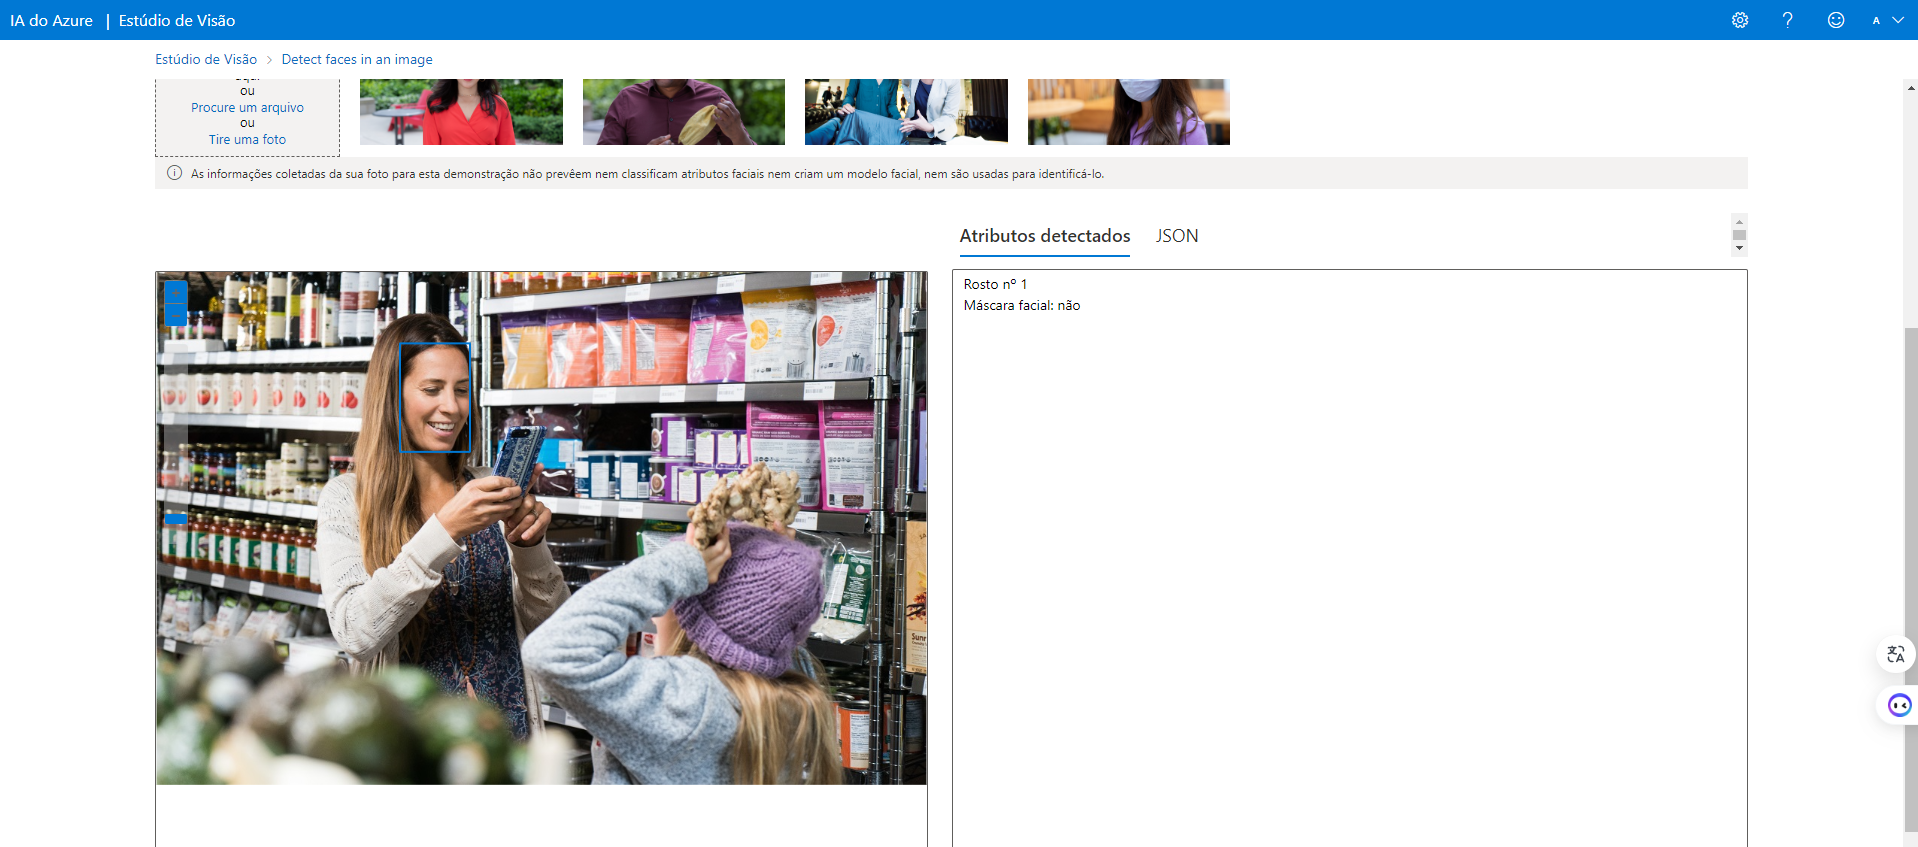 IA do Azure | Estúdio de Visão
A
Estúdio de Visão > Detect faces in an image
ou
Procure um arquivo
ou
Tire uma foto
As informações coletadas da sua foto para esta demonstração não prevêem nem classificam atributos faciais nem criam um modelo facial, nem são usadas para identificá-lo.
Atributos detectados JSON
Rosto nº 1
Máscara facial: não